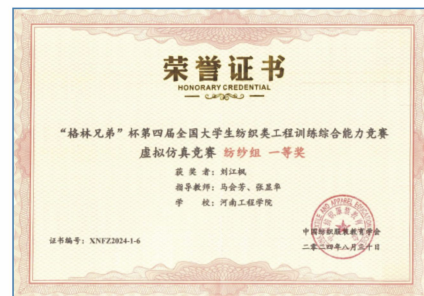 荣誉证书
HONORARY CREDENTIAL
“格林兄弟”杯第四届全国大学生纺织类工程训练综合能力竞赛
虚拟仿真竞赛 纺纱组 一等奖
获 奖 者：刘江枫
指导教师：马会芳、张显华
学 校：河南工程学院
中国纺织服装教育学会
二零二四年八月三十日
证书编号：XNFZ2024-1-6